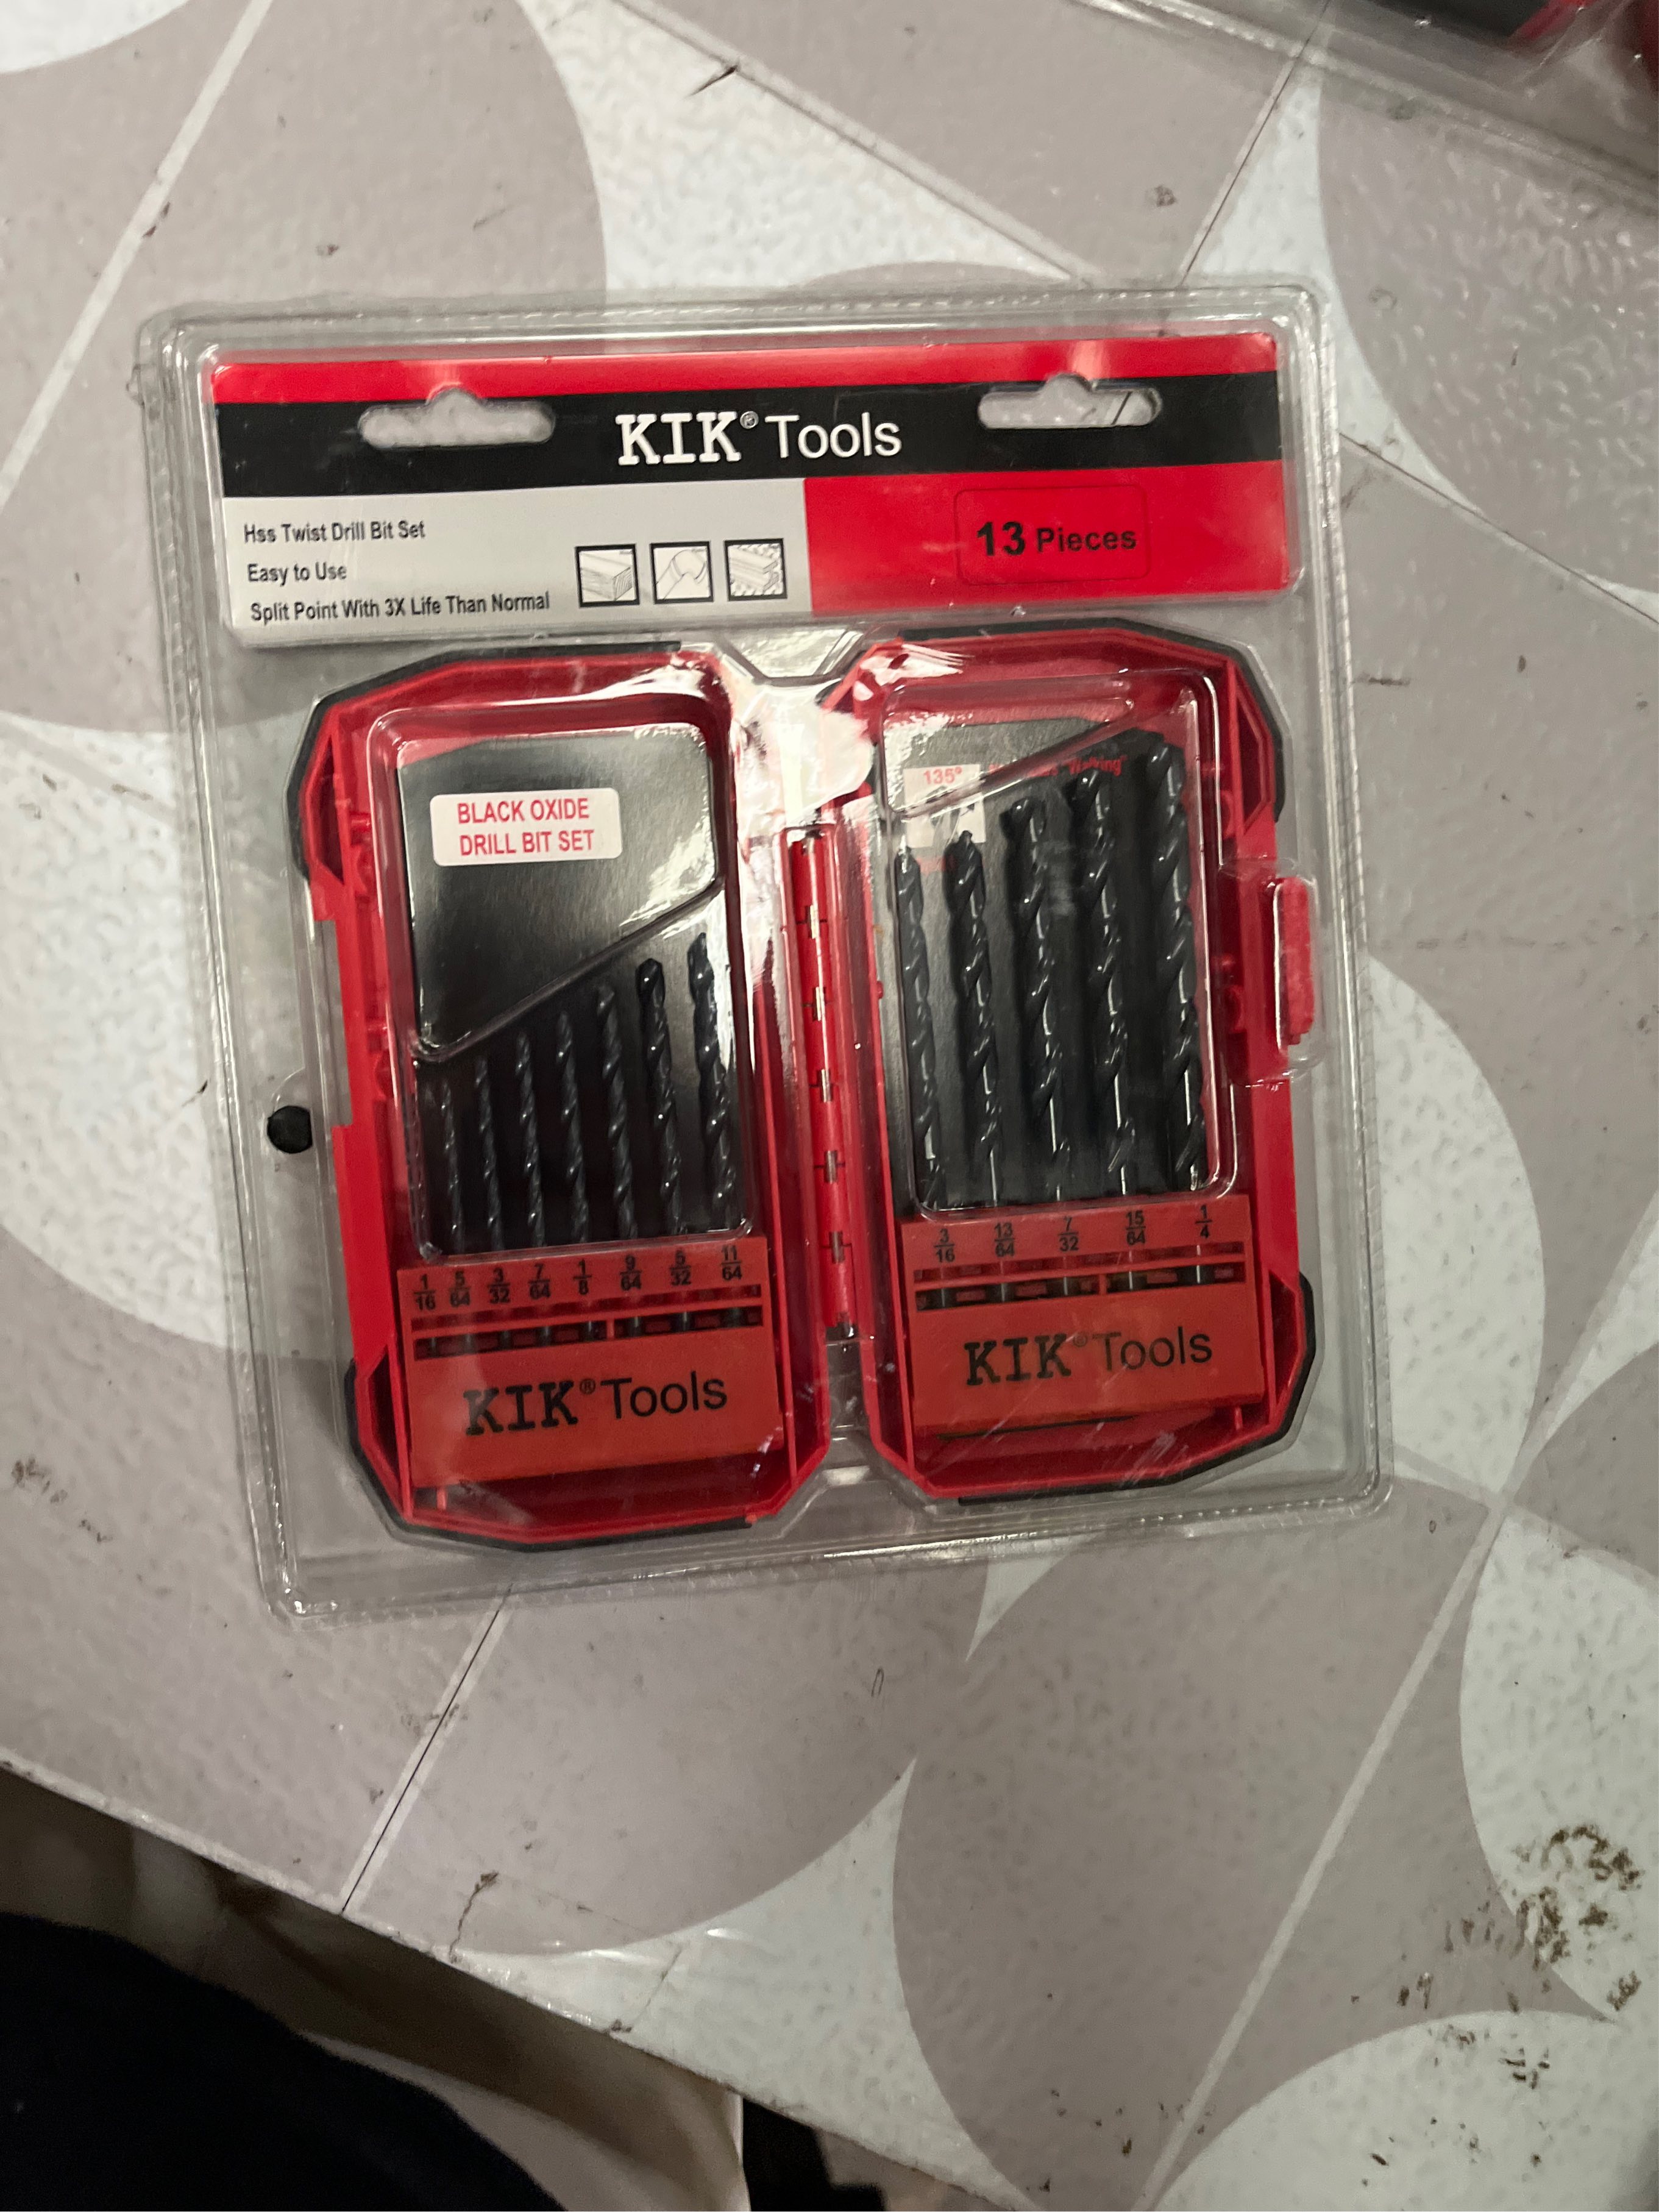 KIK® Tools
Hss Twist Drill Bit Set
Easy to Use
Split Point With 3X Life Than Normal
13 Pieces
BLACK OXIDE
DRILL BIT SET
135°
"Walking"
1/16 5/64 3/32 7/64 1/8 9/64 5/32 11/64
KIK® Tools
3/16 13/64 7/32 15/64 1/4
KIK® Tools